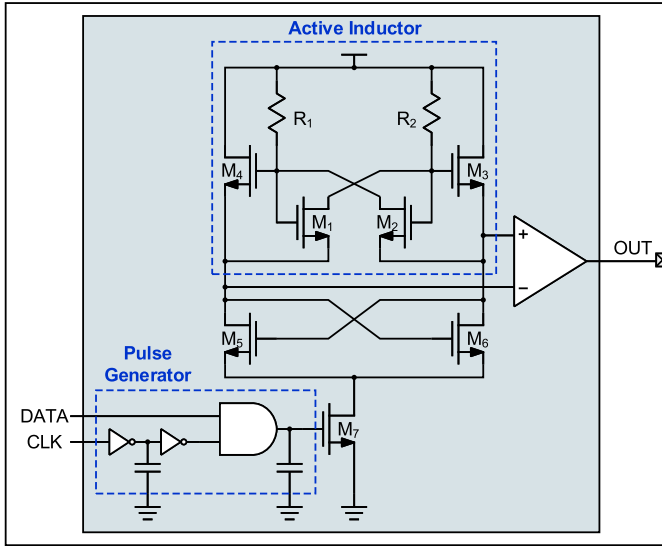 Active Inductor
R1
R2
M4
M3
M1
M2
+
OUT
−
M5
M6
Pulse
Generator
DATA
CLK
M7